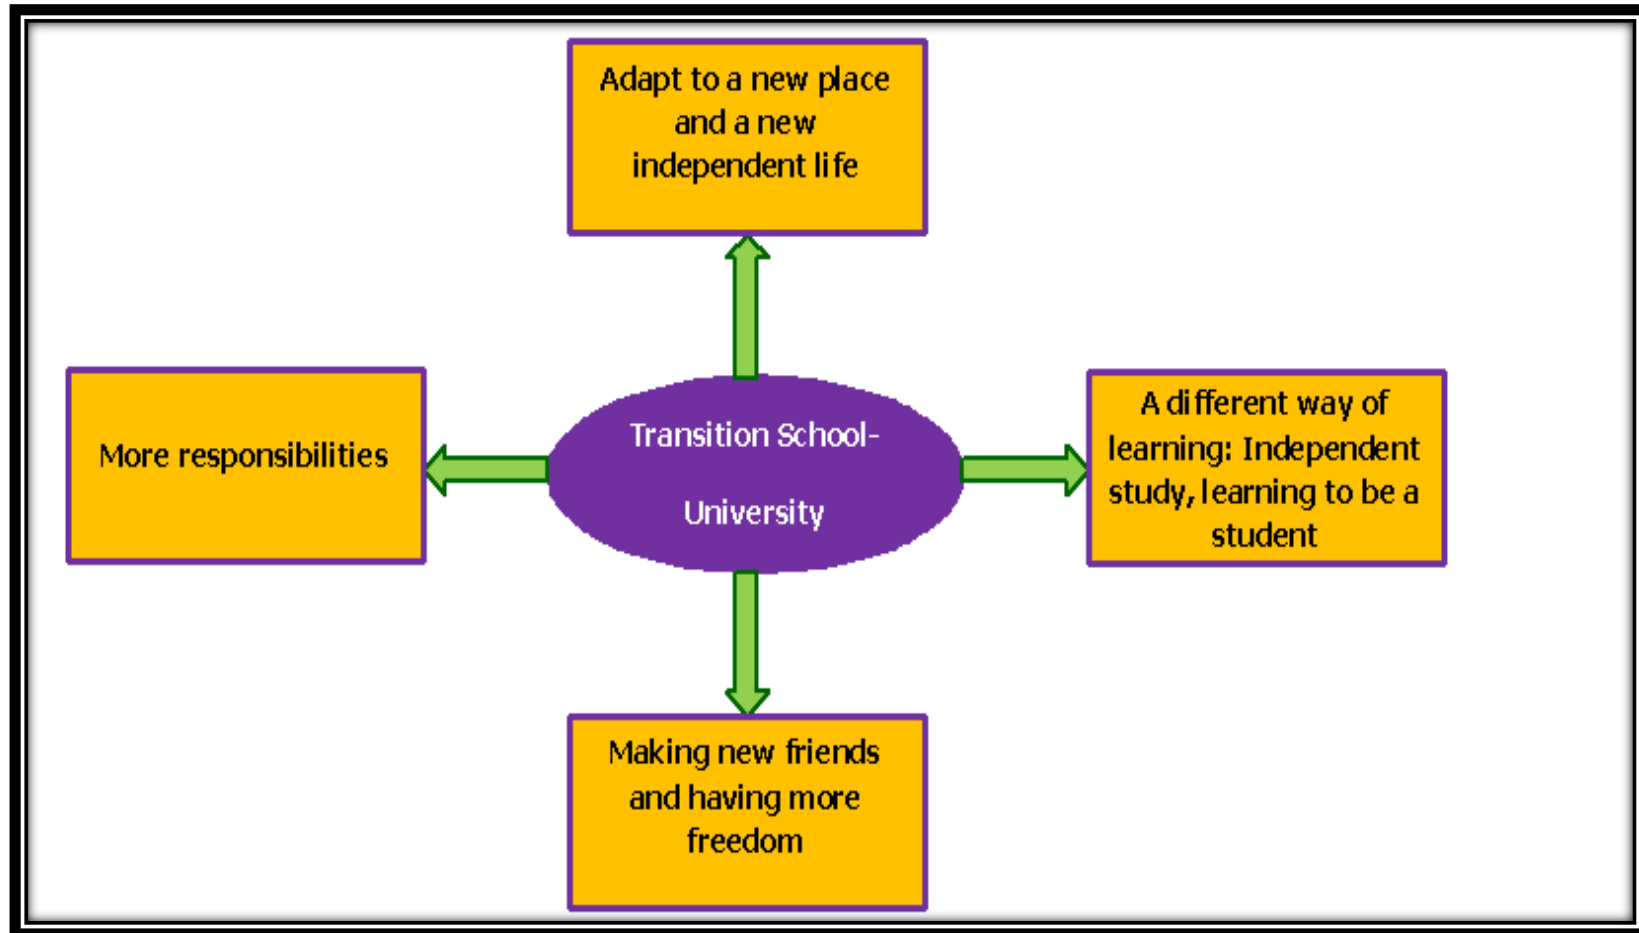 Adapt to a new place
and a new
independent life
More responsibilities
Transition School-
University
A different way of
learning: Independent
study, learning to be a
student
Making new friends
and having more
freedom